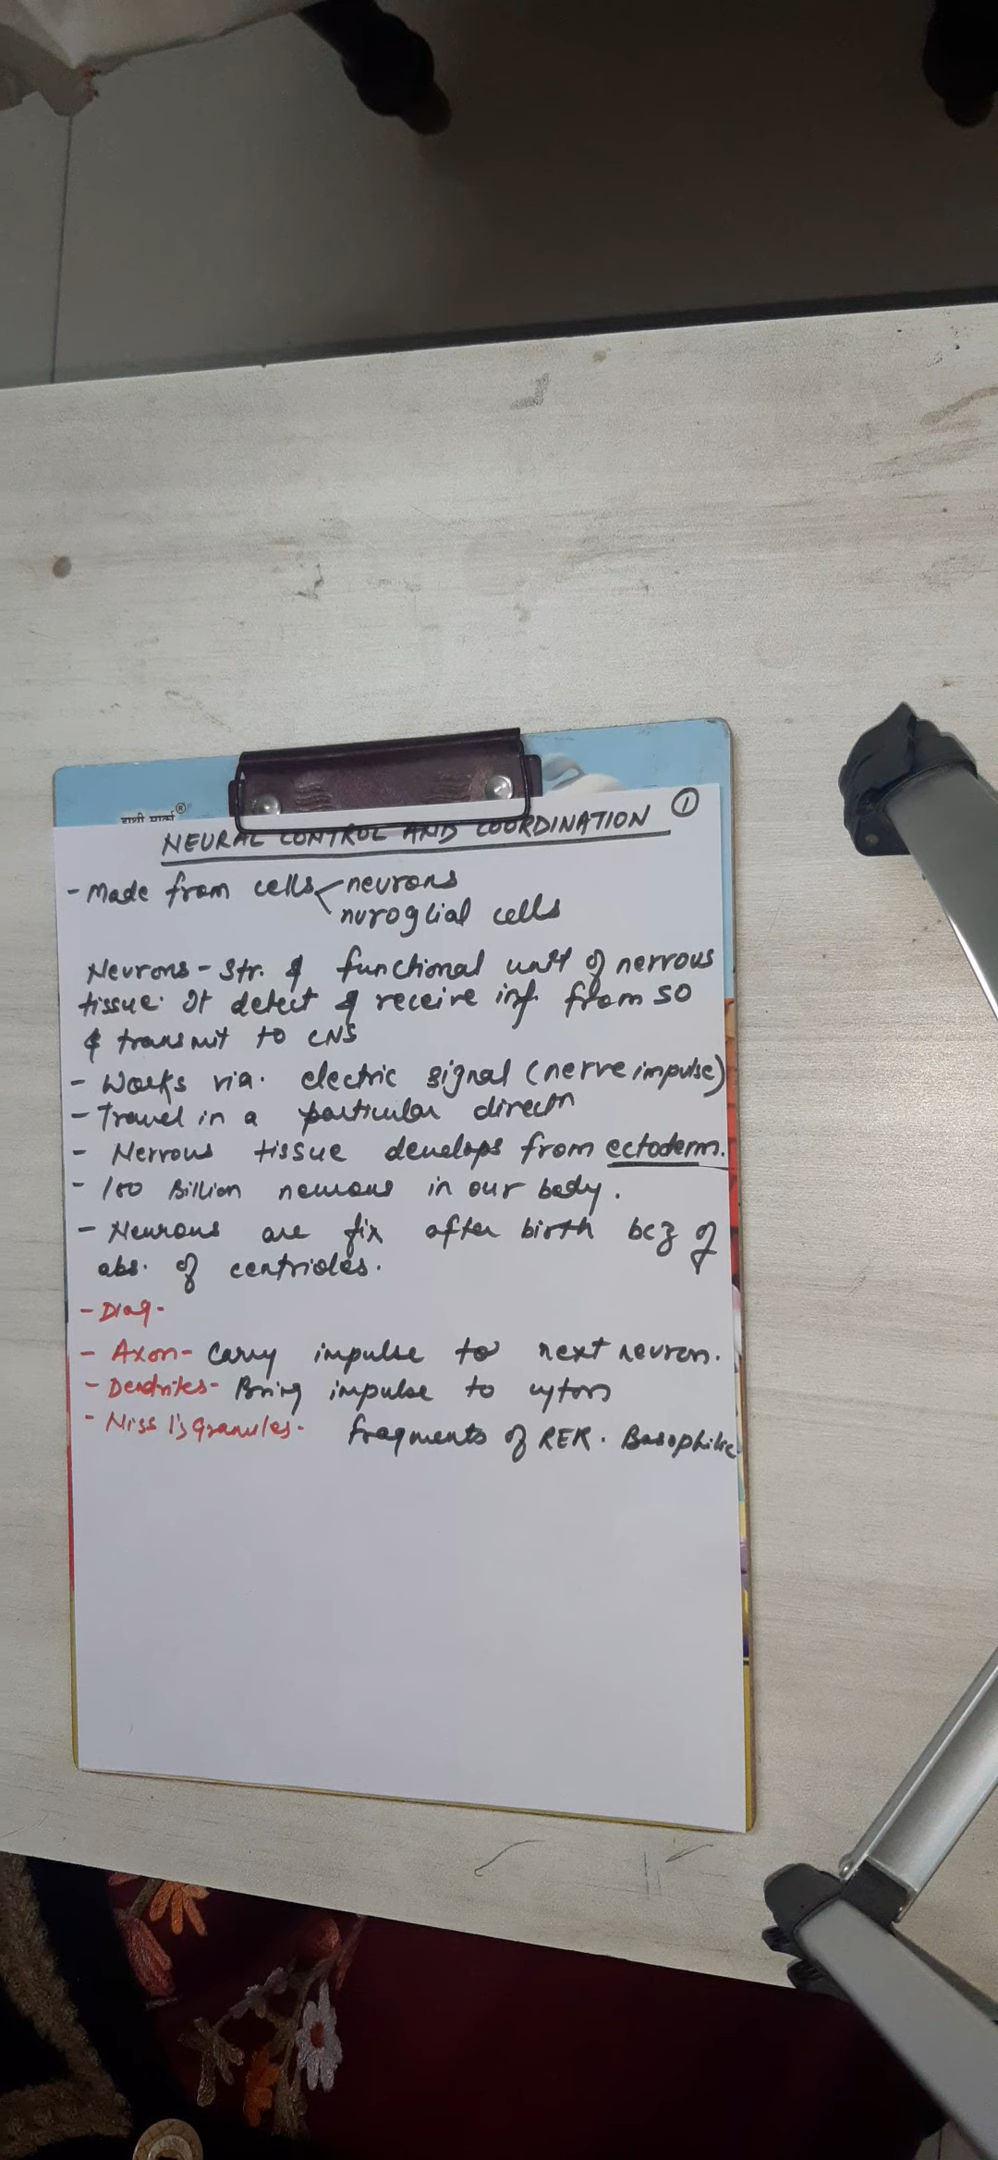 हाथी मार्का ®
NEURAL CONTROL AND COORDINATION ①
- Made from cells neurons
nuroglial cells
Neurons - Str. & functional unit of nervous
tissue. It detect & receive inf. from SO
& transmit to CNS
- Works via. electric signal (nerve impulse)
- Travel in a particular directn
- Nervous tissue develops from ectoderm.
- 100 Billion neurons in our body.
- Neurons are fix after birth bcz of
abs. of centrioles.
- Diag -
- Axon - Carry impulse to next neuron.
- Dendrites - Bring impulse to cyton
- Nissl's Granules - fragments of RER. Basophilic